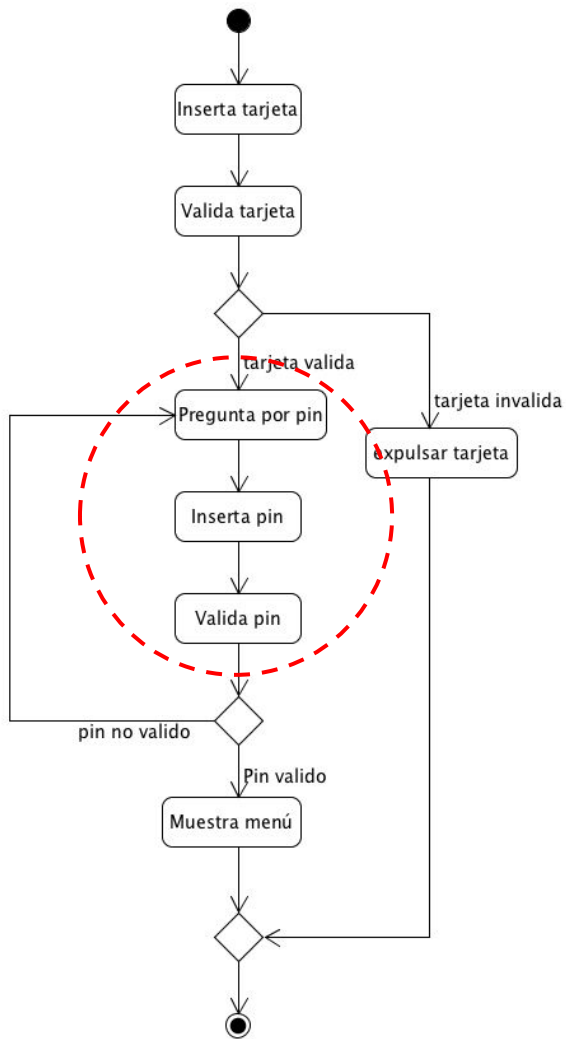 Inserta tarjeta
Valida tarjeta
tarjeta valida
tarjeta invalida
Pregunta por pin
expulsar tarjeta
Inserta pin
Valida pin
pin no valido
Pin valido
Muestra menú